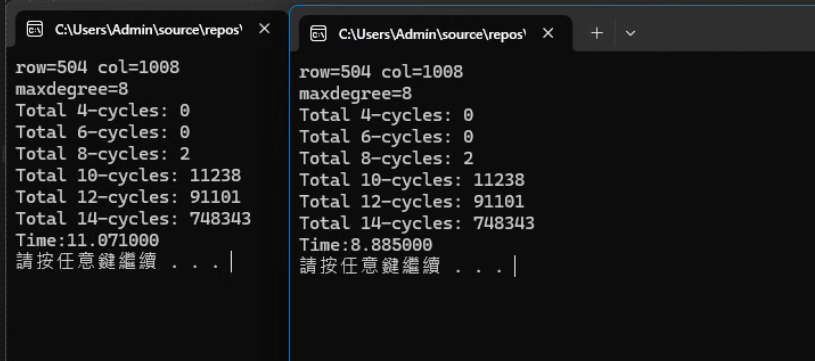 C:\Users\Admin\source\repos\
row=504 col=1008
maxdegree=8
Total 4-cycles: 0
Total 6-cycles: 0
Total 8-cycles: 2
Total 10-cycles: 11238
Total 12-cycles: 91101
Total 14-cycles: 748343
Time:11.071000
請按任意鍵繼續 . . .
C:\Users\Admin\source\repos\
row=504 col=1008
maxdegree=8
Total 4-cycles: 0
Total 6-cycles: 0
Total 8-cycles: 2
Total 10-cycles: 11238
Total 12-cycles: 91101
Total 14-cycles: 748343
Time:8.885000
請按任意鍵繼續 . . .